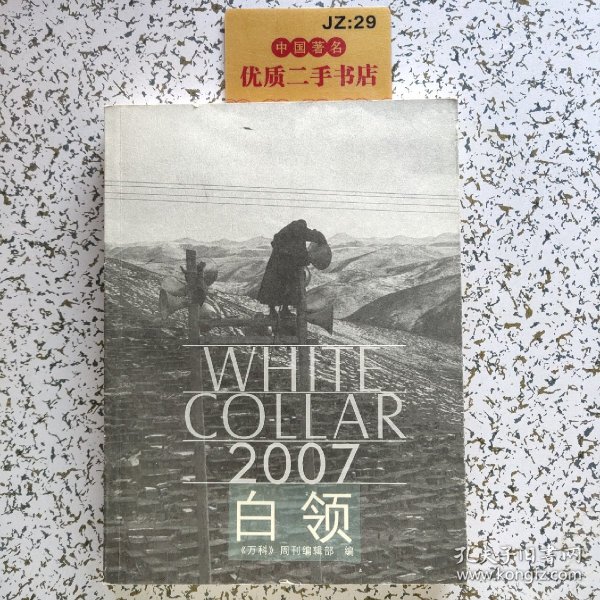 JZ:29
中国著名
优质二手书店
WHITE
COLLAR
2007
白领
《万科》周刊编辑部 编
孔夫子旧书网
www.kongfz.com